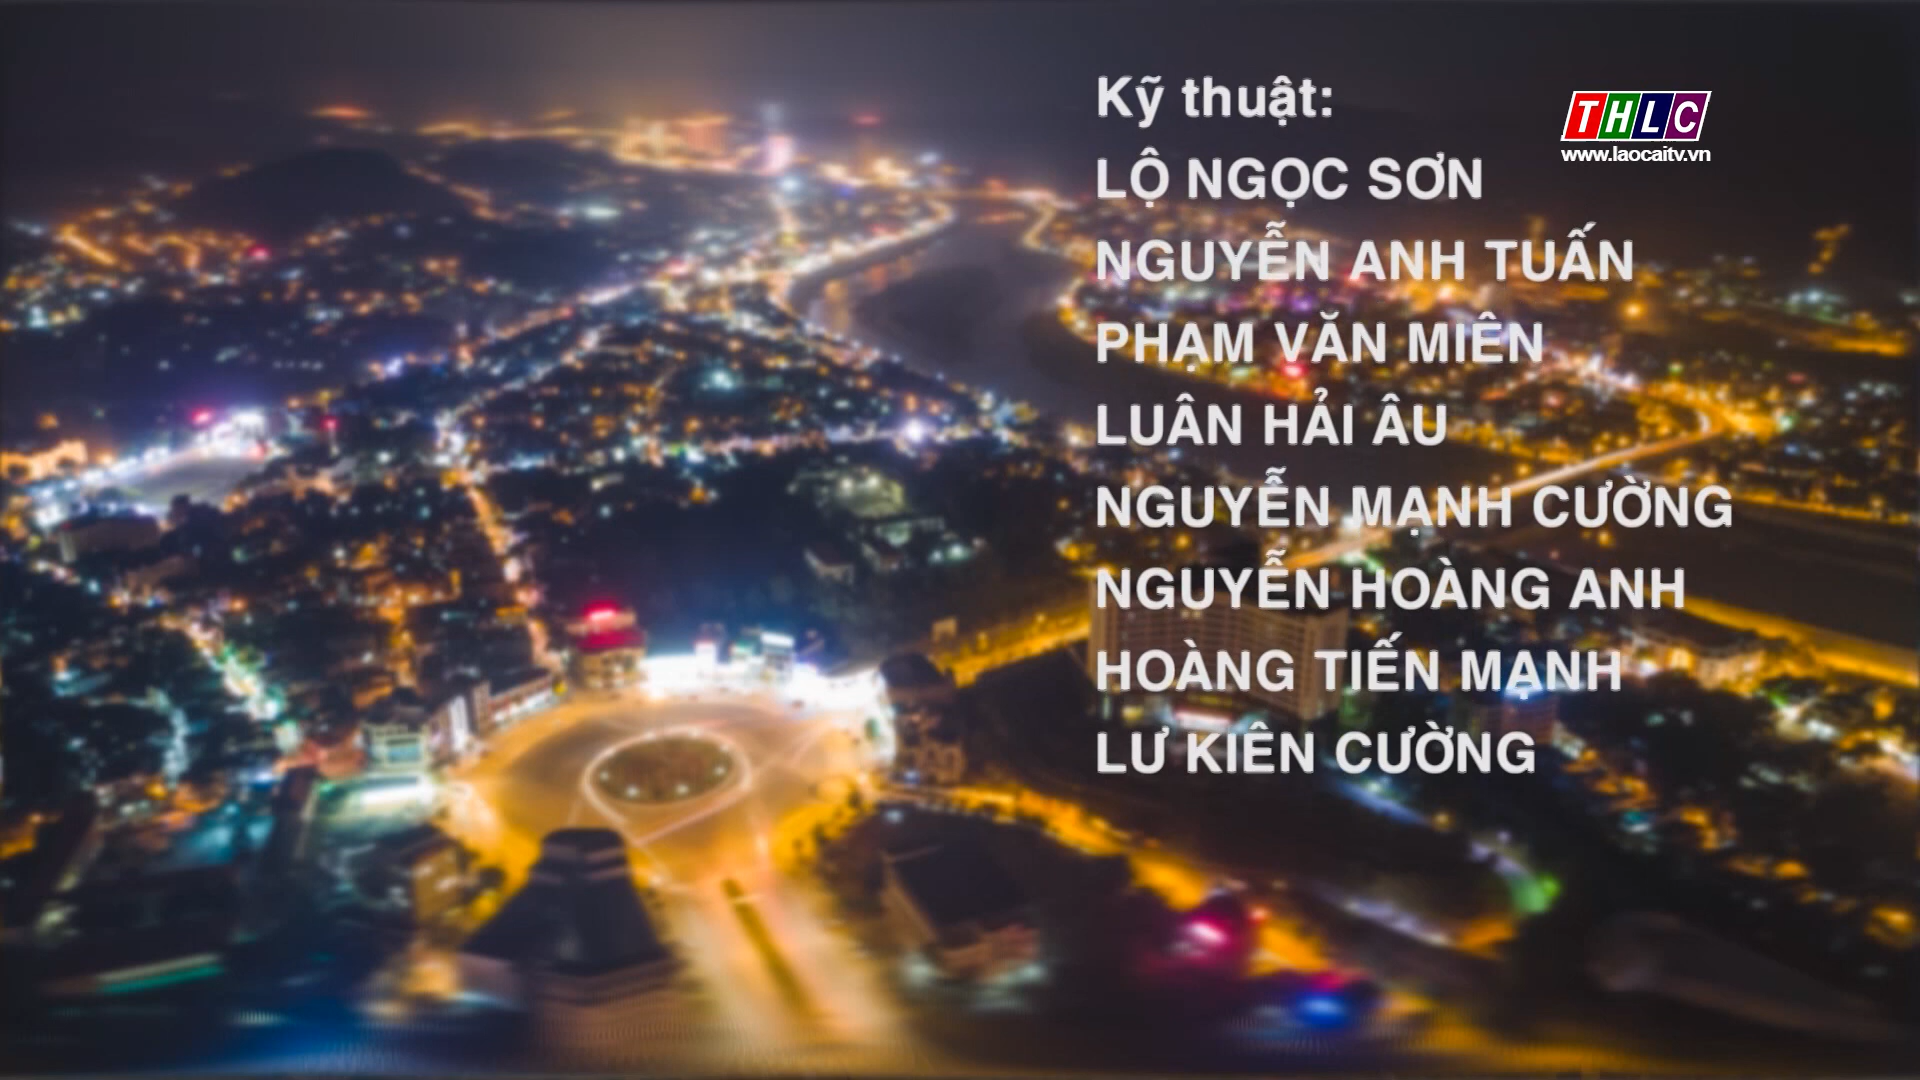 Kỹ thuật:
THLC
www.laocaitv.vn
LỘ NGỌC SƠN
NGUYỄN ANH TUẤN
PHẠM VĂN MIÊN
LUÂN HẢI ÂU
NGUYỄN MẠNH CƯỜNG
NGUYỄN HOÀNG ANH
HOÀNG TIẾN MẠNH
LƯ KIÊN CƯỜNG